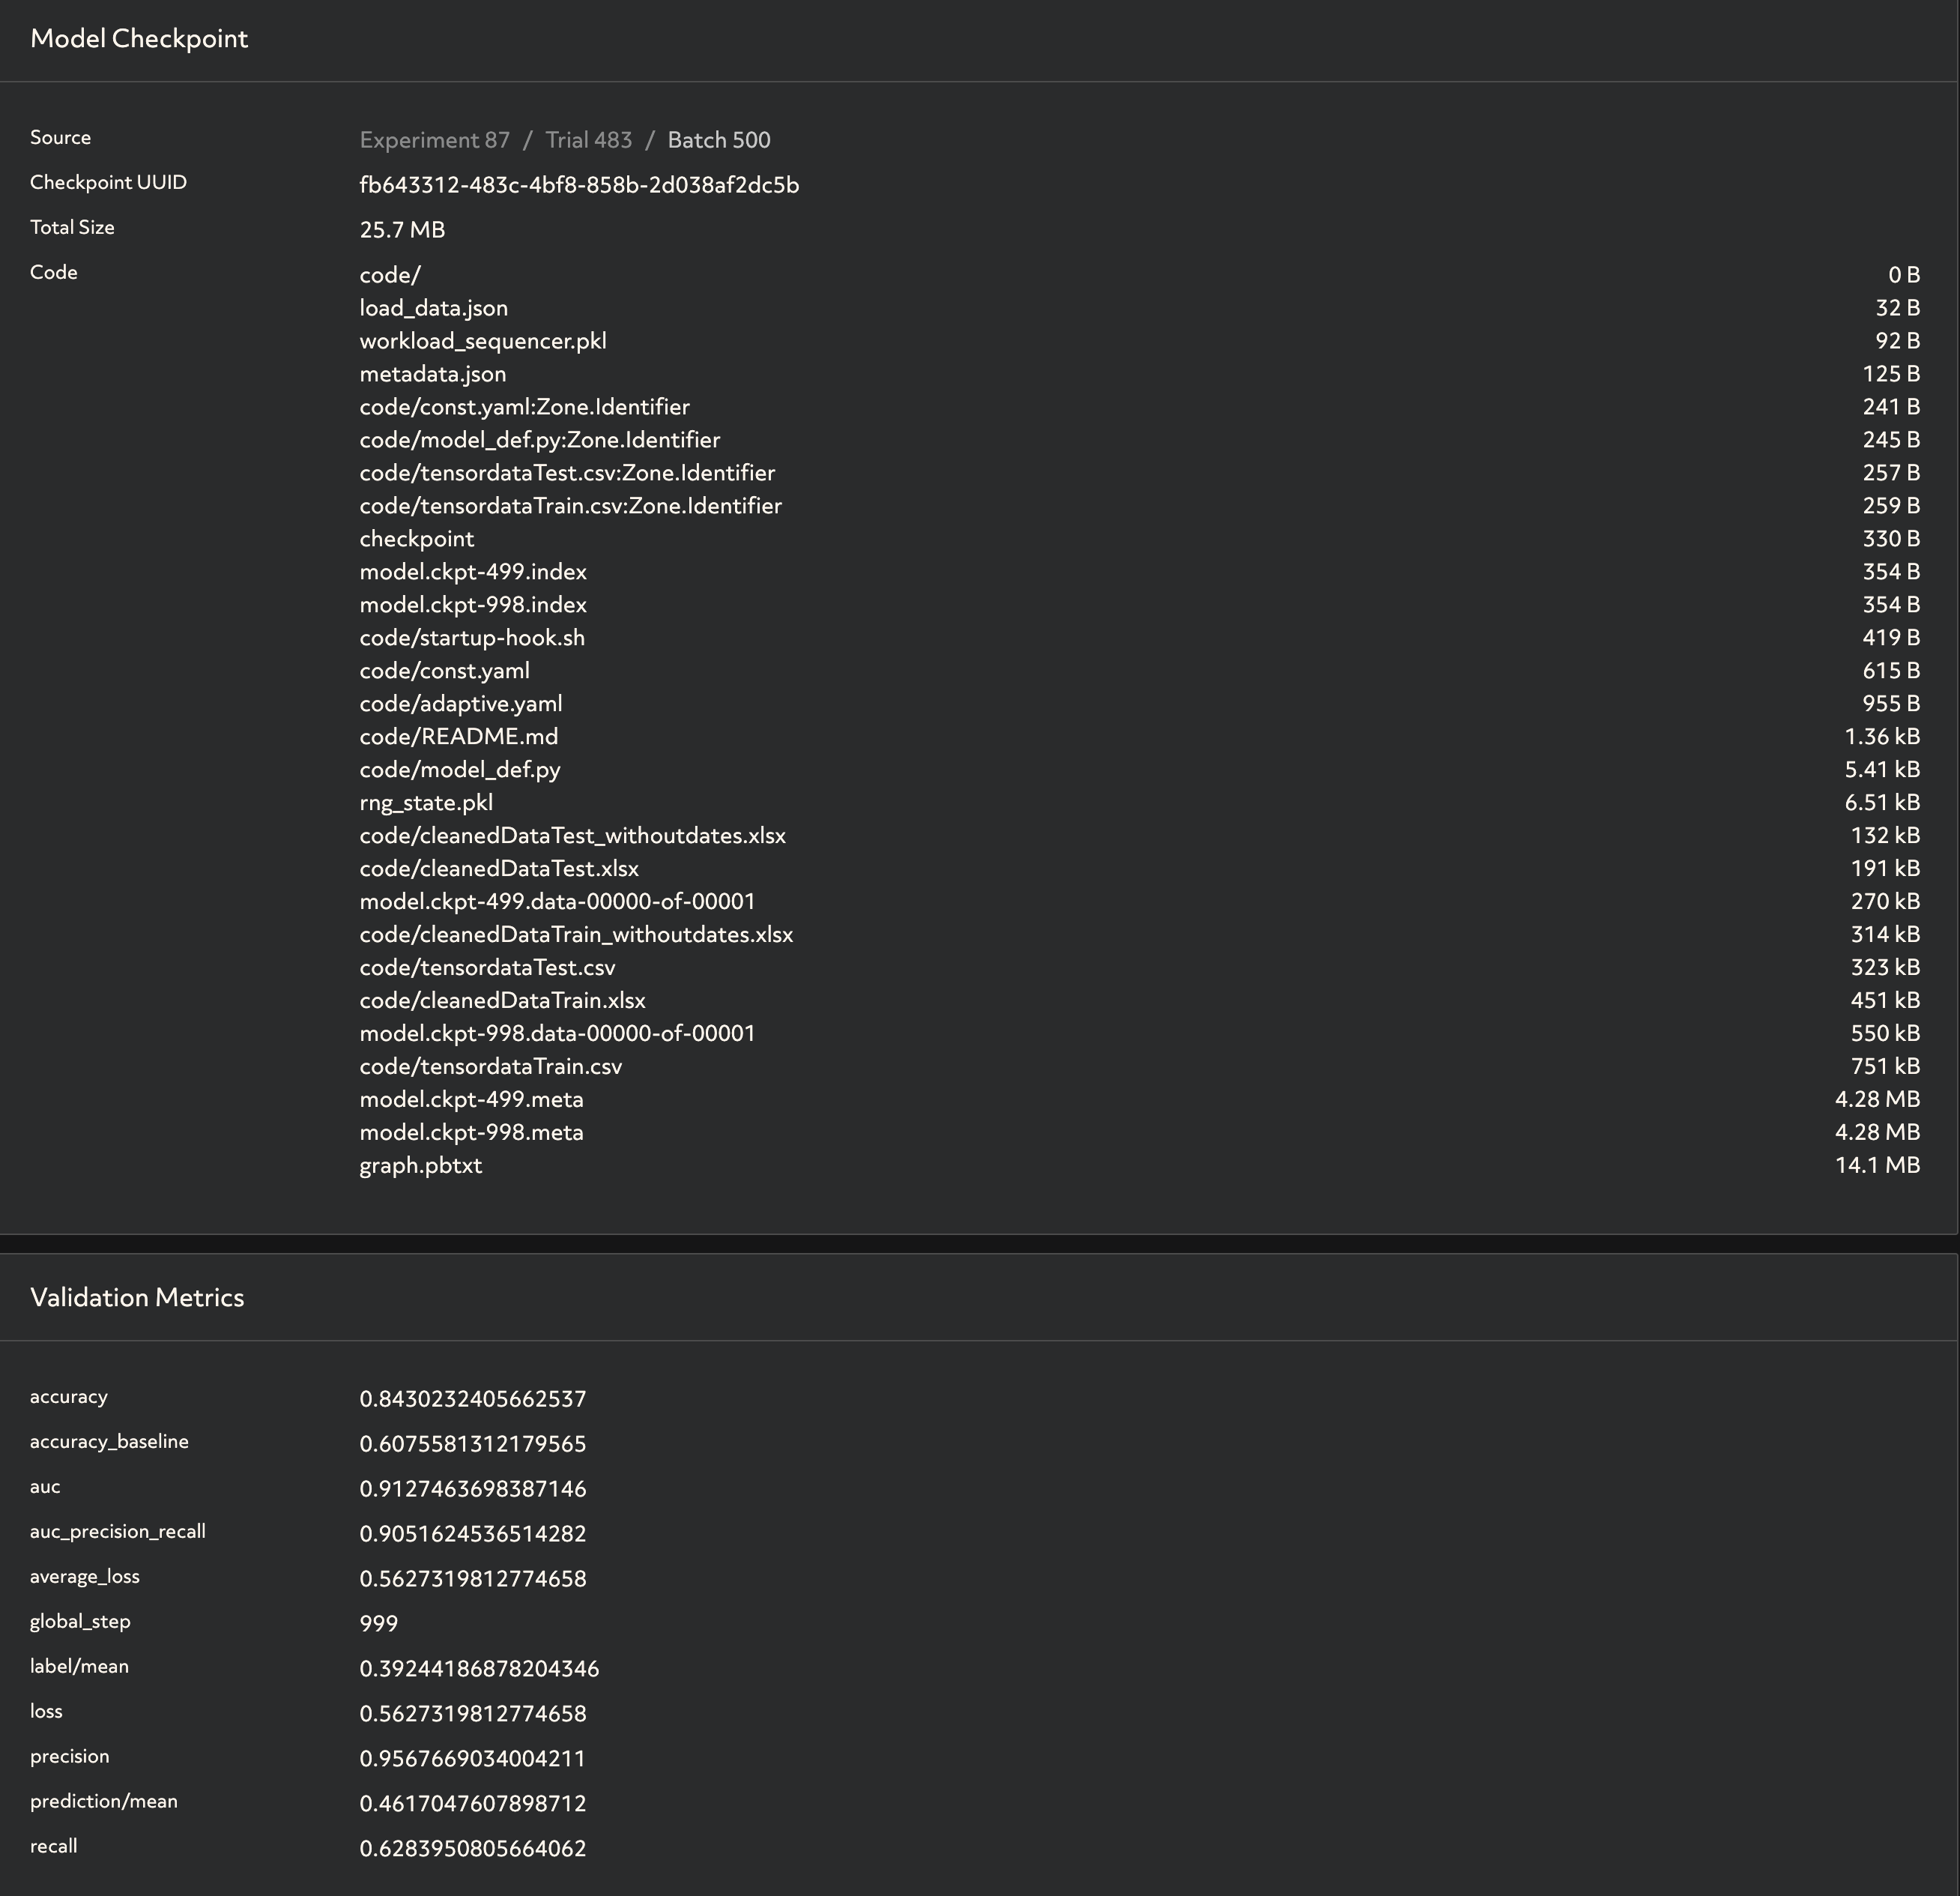 Model Checkpoint
Source Experiment 87 / Trial 483 / Batch 500
Checkpoint UUID fb643312-483c-4bf8-858b-2d038af2dc5b
Total Size 25.7 MB
Code code/ 0 B
load_data.json 32 B
workload_sequencer.pkl 92 B
metadata.json 125 B
code/const.yaml:Zone.Identifier 241 B
code/model_def.py:Zone.Identifier 245 B
code/tensordataTest.csv:Zone.Identifier 257 B
code/tensordataTrain.csv:Zone.Identifier 259 B
checkpoint 330 B
model.ckpt-499.index 354 B
model.ckpt-998.index 354 B
code/startup-hook.sh 419 B
code/const.yaml 615 B
code/adaptive.yaml 955 B
code/README.md 1.36 kB
code/model_def.py 5.41 kB
rng_state.pkl 6.51 kB
code/cleanedDataTest_withoutdates.xlsx 132 kB
code/cleanedDataTest.xlsx 191 kB
model.ckpt-499.data-00000-of-00001 270 kB
code/cleanedDataTrain_withoutdates.xlsx 314 kB
code/tensordataTest.csv 323 kB
code/cleanedDataTrain.xlsx 451 kB
model.ckpt-998.data-00000-of-00001 550 kB
code/tensordataTrain.csv 751 kB
model.ckpt-499.meta 4.28 MB
model.ckpt-998.meta 4.28 MB
graph.pbtxt 14.1 MB
Validation Metrics
accuracy 0.8430232405662537
accuracy_baseline 0.6075581312179565
auc 0.9127463698387146
auc_precision_recall 0.9051624536514282
average_loss 0.5627319812774658
global_step 999
label/mean 0.39244186878204346
loss 0.5627319812774658
precision 0.9567669034004211
prediction/mean 0.4617047607898712
recall 0.6283950805664062